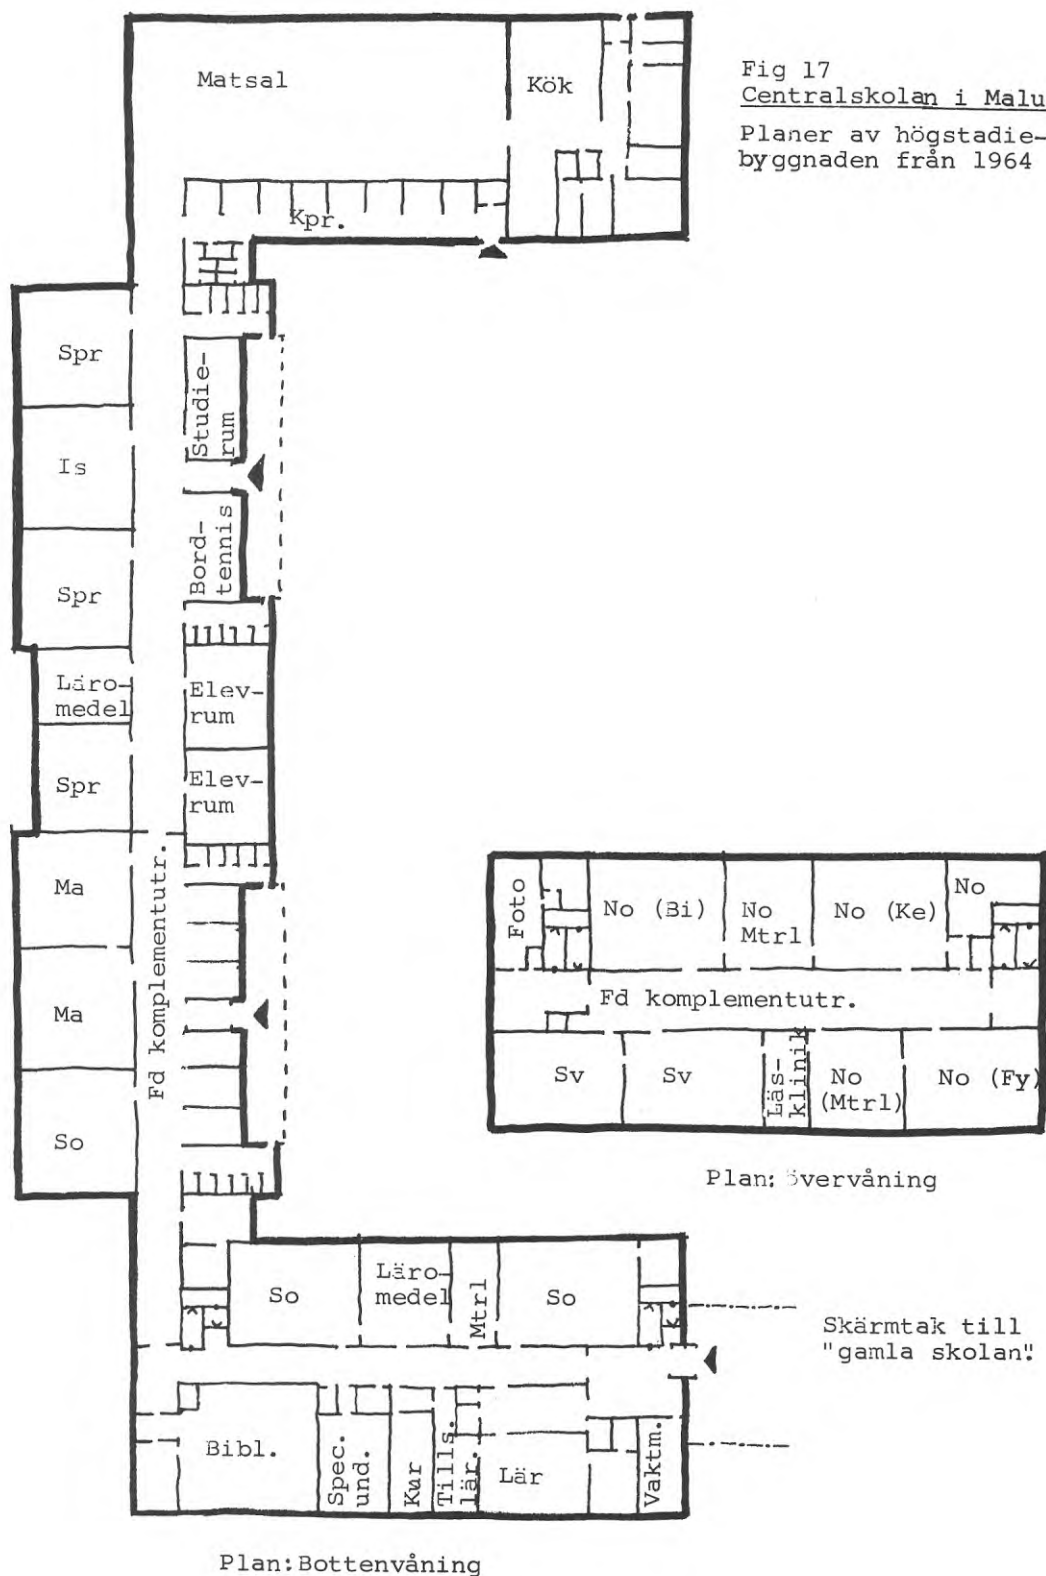 Fig 17
Centralskolan i Malu
Planer av högstadie-
byggnaden från 1964
Matsal
Kök
Kpr.
Spr
Studie-
rum
Is
Bord-
tennis
Spr
Läro-
medel
Elev-
rum
Spr
Elev-
rum
Ma
Fd komplementutr.
Ma
So
Foto
No (Bi)
No
Mtrl
No (Ke)
No
Fd komplementutr.
Sv
Sv
Läs-
klinik
No
(Mtrl)
No (Fy)
Plan: övervåning
So
Läro-
medel
Mtrl
So
Skärmtak till
"gamla skolan".
Bibl.
Spec.
und.
Kur
Tills.
lär.
Lär
Vaktm.
Plan:Bottenvåning